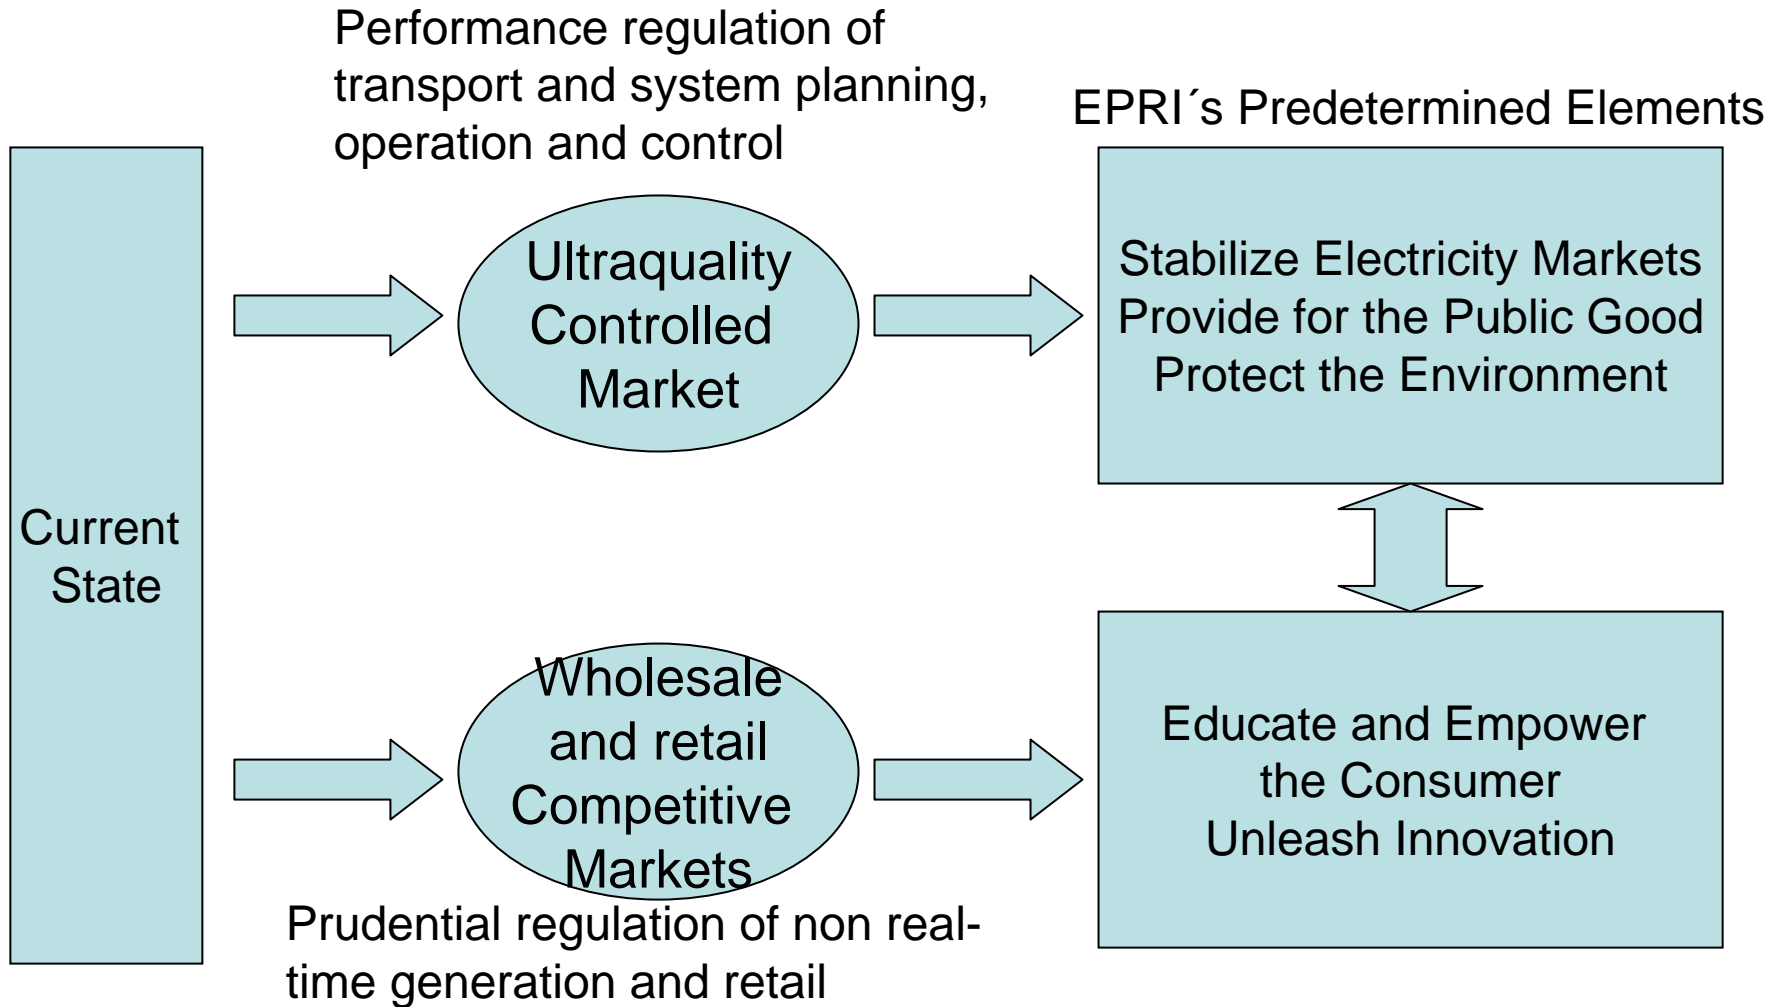 Performance regulation of
transport and system planning,
operation and control
EPRI´s Predetermined Elements
Current
State
Ultraquality
Controlled
Market
Stabilize Electricity Markets
Provide for the Public Good
Protect the Environment
Wholesale
and retail
Competitive
Markets
Educate and Empower
the Consumer
Unleash Innovation
Prudential regulation of non real-
time generation and retail